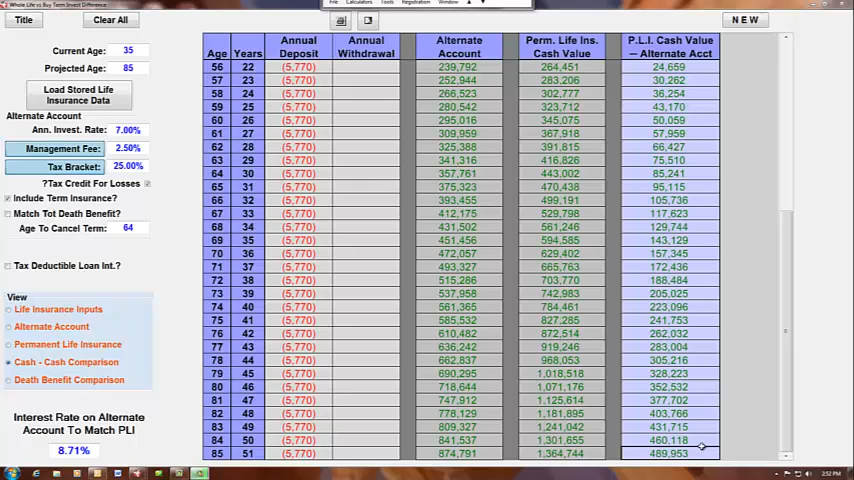 Whole Life vs Buy Term Invest Difference
File Calculators Tools Registration Window
Title Clear All NEW
Current Age: 35
Projected Age: 85
Load Stored Life
Insurance Data
Alternate Account
Ann. Invest. Rate: 7.00%
Management Fee: 2.50%
Tax Bracket: 25.00%
?Tax Credit For Losses
Include Term Insurance?
Match Tot Death Benefit?
Age To Cancel Term: 64
Tax Deductible Loan Int.?
View
Life Insurance Inputs
Alternate Account
Permanent Life Insurance
Cash - Cash Comparison
Death Benefit Comparison
Interest Rate on Alternate
Account To Match PLI
8.71%
Annual Annual Alternate Perm. Life Ins. P.L.I. Cash Value
Age Years Deposit Withdrawal Account Cash Value – Alternate Acct
56 22 (5,770) 239,792 264,451 24,659
57 23 (5,770) 252,944 283,206 30,262
58 24 (5,770) 266,523 302,777 36,254
59 25 (5,770) 280,542 323,712 43,170
60 26 (5,770) 295,016 345,075 50,059
61 27 (5,770) 309,959 367,918 57,959
62 28 (5,770) 325,388 391,815 66,427
63 29 (5,770) 341,316 416,826 75,510
64 30 (5,770) 357,761 443,002 85,241
65 31 (5,770) 375,323 470,438 95,115
66 32 (5,770) 393,455 499,191 105,736
67 33 (5,770) 412,175 529,798 117,623
68 34 (5,770) 431,502 561,246 129,744
69 35 (5,770) 451,456 594,585 143,129
70 36 (5,770) 472,057 629,402 157,345
71 37 (5,770) 493,327 665,763 172,436
72 38 (5,770) 515,286 703,770 188,484
73 39 (5,770) 537,958 742,983 205,025
74 40 (5,770) 561,365 784,461 223,096
75 41 (5,770) 585,532 827,285 241,753
76 42 (5,770) 610,482 872,514 262,032
77 43 (5,770) 636,242 919,246 283,004
78 44 (5,770) 662,837 968,053 305,216
79 45 (5,770) 690,295 1,018,518 328,223
80 46 (5,770) 718,644 1,071,176 352,532
81 47 (5,770) 747,912 1,125,614 377,702
82 48 (5,770) 778,129 1,181,895 403,766
83 49 (5,770) 809,327 1,241,042 431,715
84 50 (5,770) 841,537 1,301,655 460,118
85 51 (5,770) 874,791 1,364,744 489,953
2:52 PM